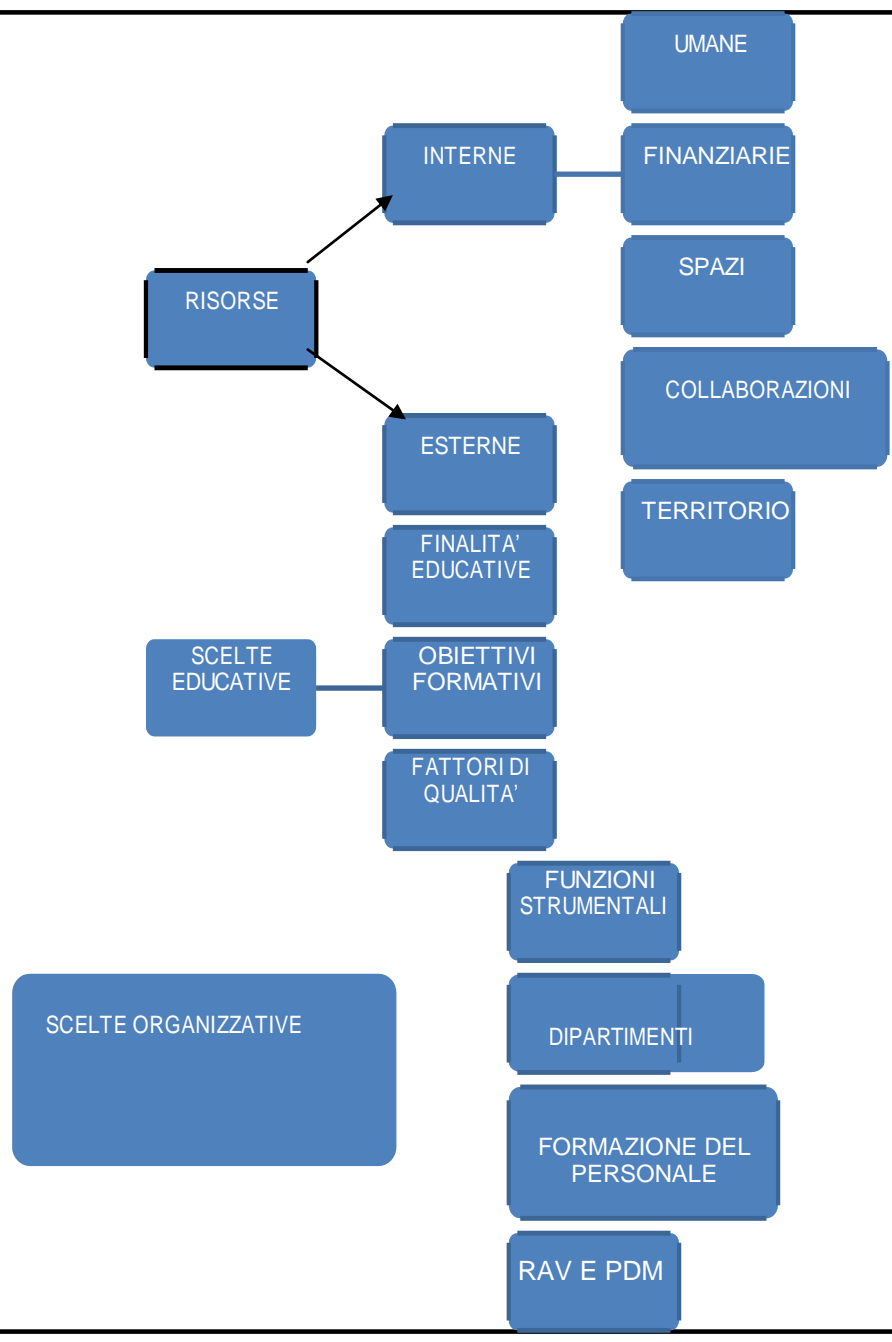 UMANE
INTERNE
FINANZIARIE
SPAZI
RISORSE
COLLABORAZIONI
ESTERNE
TERRITORIO
FINALITA’
EDUCATIVE
SCELTE
EDUCATIVE
OBIETTIVI
FORMATIVI
FATTORI DI
QUALITA’
FUNZIONI
STRUMENTALI
SCELTE ORGANIZZATIVE
DIPARTIMENTI
FORMAZIONE DEL
PERSONALE
RAV E PDM